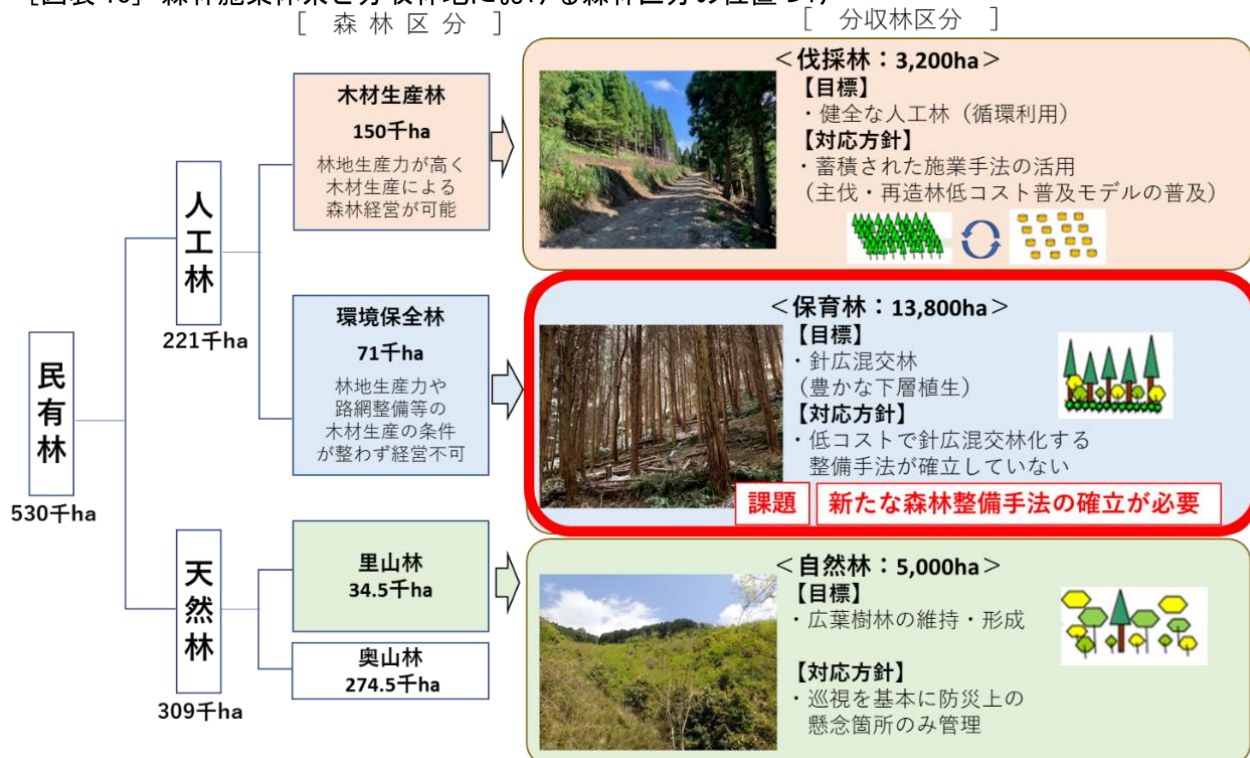 ［ 森 林 区 分 ］
［ 分収林区分 ］
民有林
530千ha
人工林
221千ha
天然林
309千ha
木材生産林
150千ha
林地生産力が高く
木材生産による
森林経営が可能
環境保全林
71千ha
林地生産力や
路網整備等の
木材生産の条件
が整わず経営不可
里山林
34.5千ha
奥山林
274.5千ha
＜伐採林：3,200ha＞
【目標】
・健全な人工林（循環利用）
【対応方針】
・蓄積された施業手法の活用
（主伐・再造林低コスト普及モデルの普及）
＜保育林：13,800ha＞
【目標】
・針広混交林
(豊かな下層植生）
【対応方針】
・低コストで針広混交林化する
整備手法が確立していない
課題 新たな森林整備手法の確立が必要
＜自然林：5,000ha＞
【目標】
・広葉樹林の維持・形成
【対応方針】
・巡視を基本に防災上の
懸念箇所のみ管理